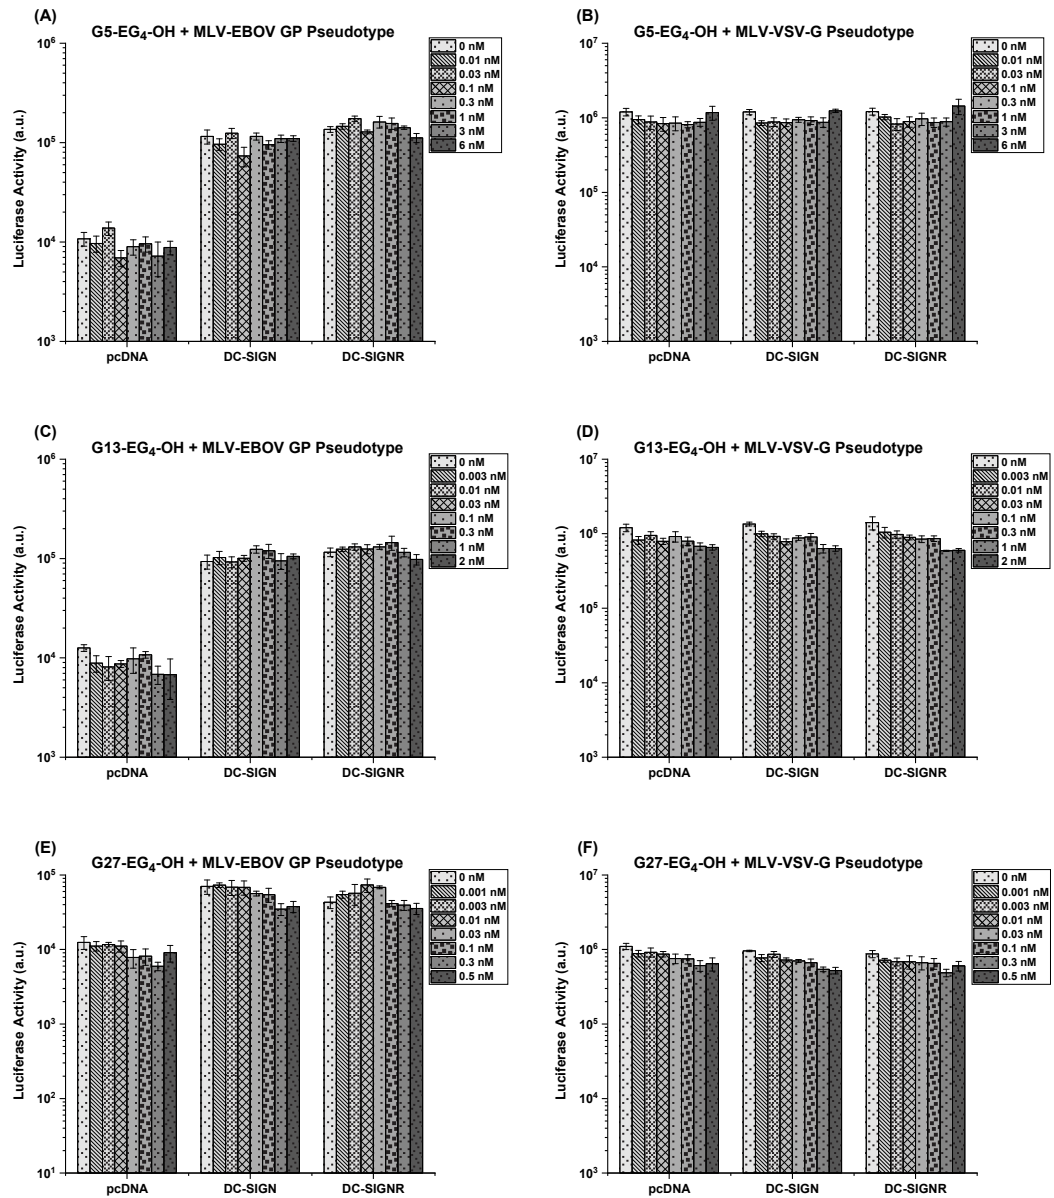 (A)
G5-EG4-OH + MLV-EBOV GP Pseudotype
10^6
10^5
10^4
10^3
Luciferase Activity (a.u.)
pcDNA
DC-SIGN
DC-SIGNR
0 nM
0.01 nM
0.03 nM
0.1 nM
0.3 nM
1 nM
3 nM
6 nM
(B)
G5-EG4-OH + MLV-VSV-G Pseudotype
10^7
10^6
10^5
10^4
10^3
Luciferase Activity (a.u.)
pcDNA
DC-SIGN
DC-SIGNR
0 nM
0.01 nM
0.03 nM
0.1 nM
0.3 nM
1 nM
3 nM
6 nM
(C)
G13-EG4-OH + MLV-EBOV GP Pseudotype
10^6
10^5
10^4
10^3
Luciferase Activity (a.u.)
pcDNA
DC-SIGN
DC-SIGNR
0 nM
0.003 nM
0.01 nM
0.03 nM
0.1 nM
0.3 nM
1 nM
2 nM
(D)
G13-EG4-OH + MLV-VSV-G Pseudotype
10^7
10^6
10^5
10^4
10^3
Luciferase Activity (a.u.)
pcDNA
DC-SIGN
DC-SIGNR
0 nM
0.003 nM
0.01 nM
0.03 nM
0.1 nM
0.3 nM
1 nM
2 nM
(E)
G27-EG4-OH + MLV-EBOV GP Pseudotype
10^5
10^4
10^3
10^2
10^1
Luciferase Activity (a.u.)
pcDNA
DC-SIGN
DC-SIGNR
0 nM
0.001 nM
0.003 nM
0.01 nM
0.03 nM
0.1 nM
0.3 nM
0.5 nM
(F)
G27-EG4-OH + MLV-VSV-G Pseudotype
10^7
10^6
10^5
10^4
10^3
Luciferase Activity (a.u.)
pcDNA
DC-SIGN
DC-SIGNR
0 nM
0.001 nM
0.003 nM
0.01 nM
0.03 nM
0.1 nM
0.3 nM
0.5 nM